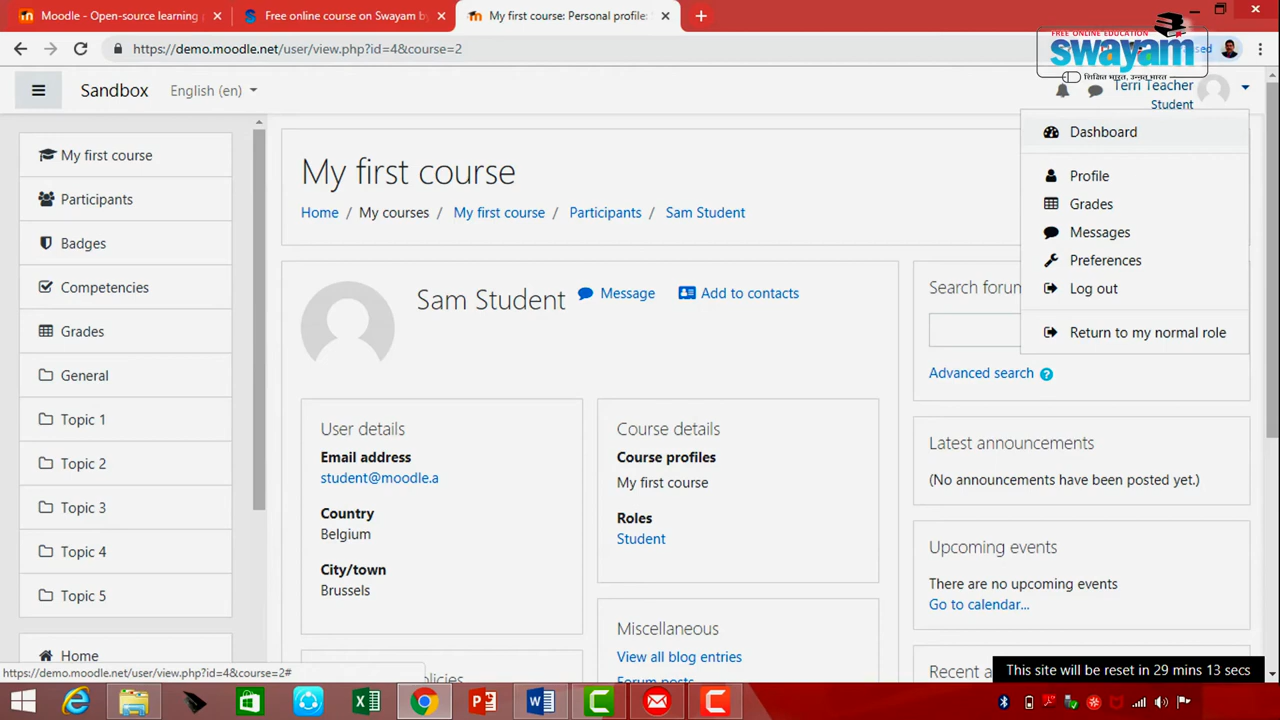 Moodle - Open-source learning
Free online course on Swayam by
My first course: Personal profile:
https://demo.moodle.net/user/view.php?id=4&course=2
FREE ONLINE EDUCATION
swayam
शिक्षित भारत, उन्नत भारत
Sandbox
English (en)
Terri Teacher
Student
Dashboard
Profile
Grades
Messages
Preferences
Log out
Return to my normal role
My first course
Participants
Badges
Competencies
Grades
General
Topic 1
Topic 2
Topic 3
Topic 4
Topic 5
Home
My first course
Home / My courses / My first course / Participants / Sam Student
Sam Student
Message
Add to contacts
User details
Email address
student@moodle.a
Country
Belgium
City/town
Brussels
Course details
Course profiles
My first course
Roles
Student
Miscellaneous
View all blog entries
Advanced search
Latest announcements
(No announcements have been posted yet.)
Upcoming events
There are no upcoming events
Go to calendar...
https://demo.moodle.net/user/view.php?id=4&course=2#
This site will be reset in 29 mins 13 secs